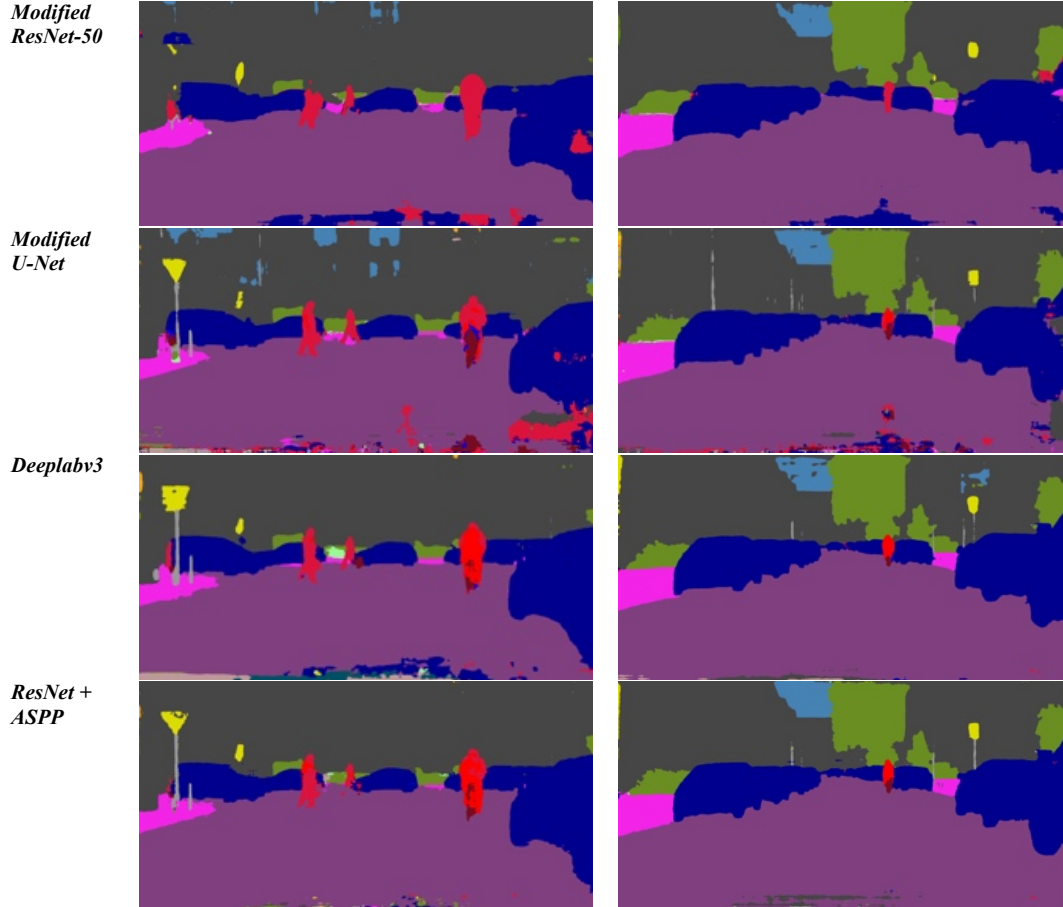 Modified
ResNet-50
Modified
U-Net
Deeplabv3
ResNet +
ASPP